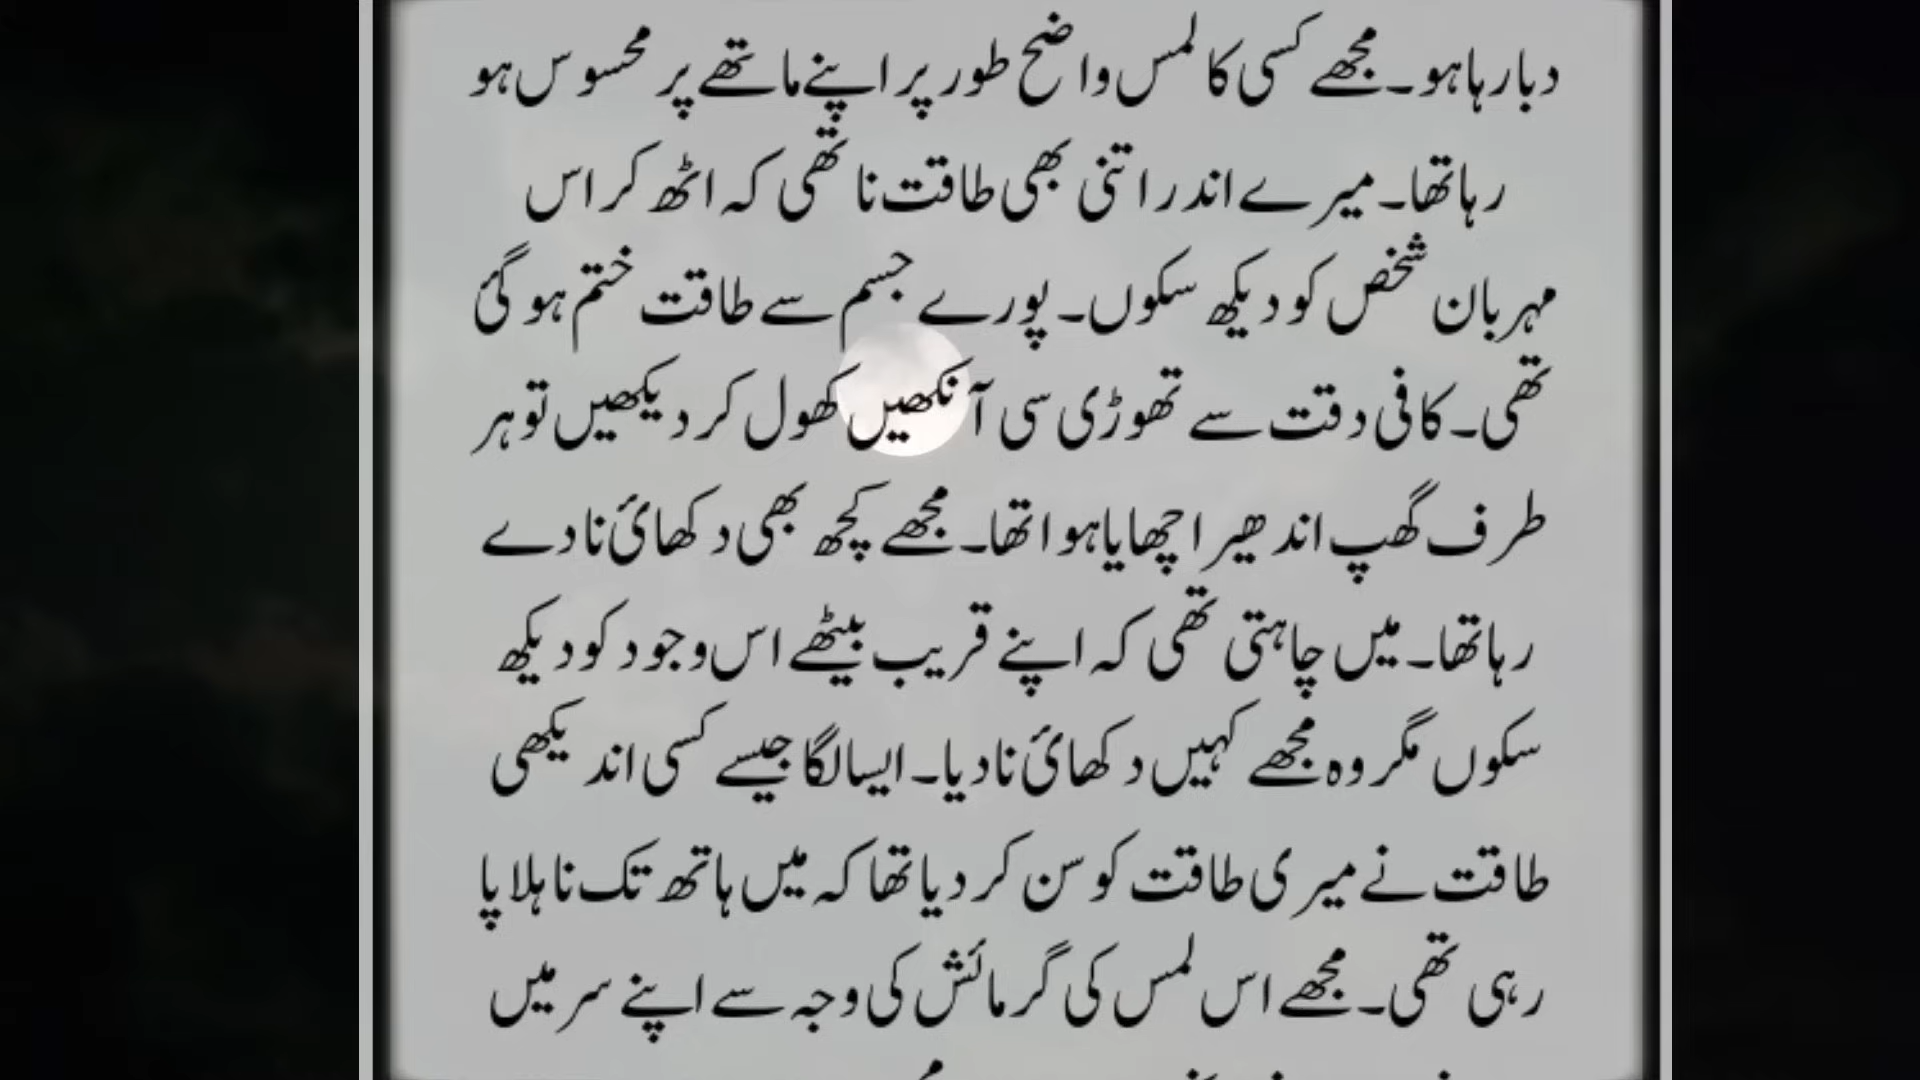 دبا رہا ہو۔ مجھے کسی کا لمس واضح طور پر اپنے ماتھے پر محسوس ہو
رہا تھا۔ میرے اندر اتنی بھی طاقت نا تھی کہ اٹھ کر اس
مہربان شخص کو دیکھ سکوں۔ پورے جسم سے طاقت ختم ہو گئ
تھی۔ کافی دقت سے تھوڑی سی آنکھیں کھول کر دیکھیں تو ہر
طرف گھپ اندھیرا چھایا ہوا تھا۔ مجھے کچھ بھی دکھائ نا دے
رہا تھا۔ میں چاہتی تھی کہ اپنے قریب بیٹھے اس وجود کو دیکھ
سکوں مگر وہ مجھے کہیں دکھائ نا دیا۔ ایسا لگا جیسے کسی اندیکھی
طاقت نے میری طاقت کو سن کر دیا تھا کہ میں ہاتھ تک نا ہلا پا
رہی تھی۔ مجھے اس لمس کی گرمائش کی وجہ سے اپنے سر میں